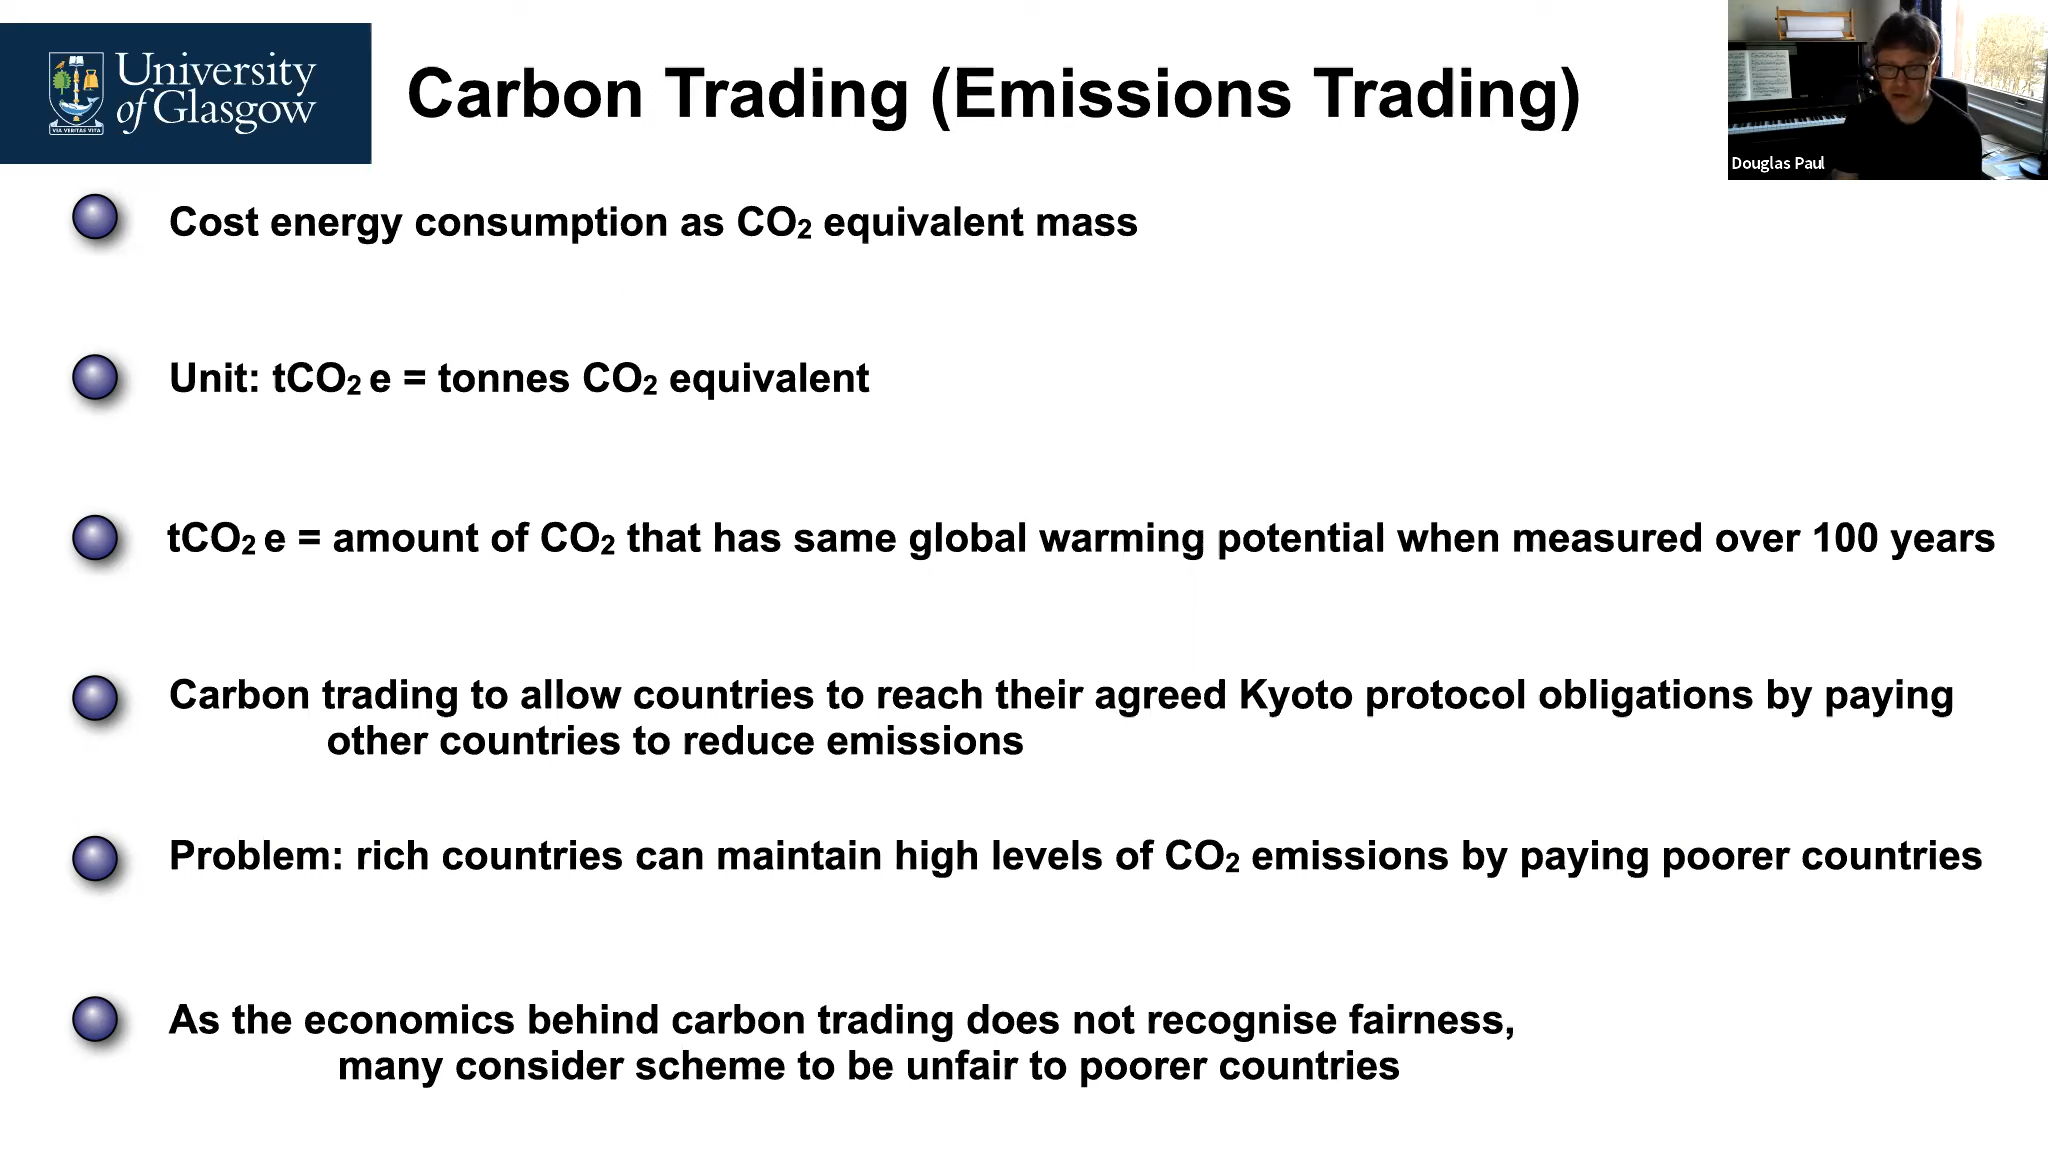 University
of Glasgow
VIA VERITAS VITA
Carbon Trading (Emissions Trading)
Douglas Paul
Cost energy consumption as CO₂ equivalent mass
Unit: tCO₂ e = tonnes CO₂ equivalent
tCO₂ e = amount of CO₂ that has same global warming potential when measured over 100 years
Carbon trading to allow countries to reach their agreed Kyoto protocol obligations by paying
other countries to reduce emissions
Problem: rich countries can maintain high levels of CO₂ emissions by paying poorer countries
As the economics behind carbon trading does not recognise fairness,
many consider scheme to be unfair to poorer countries